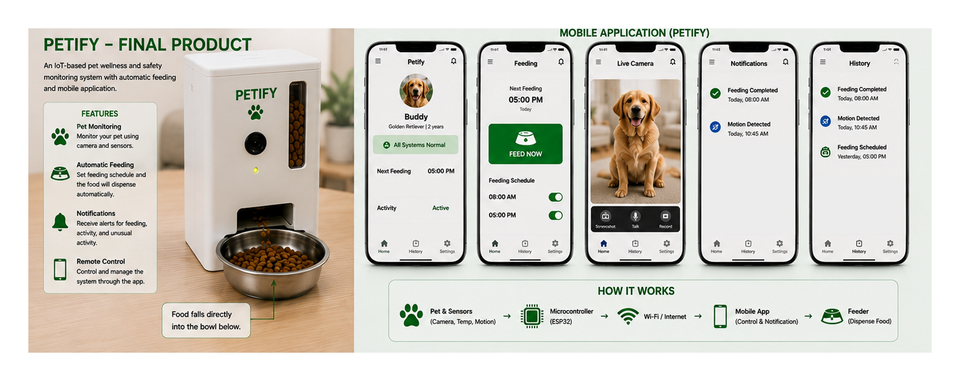 PETIFY – FINAL PRODUCT
An IoT-based pet wellness and safety
monitoring system with automatic feeding
and mobile application.
FEATURES
Pet Monitoring
Monitor your pet using
camera and sensors.
Automatic Feeding
Set feeding schedule and
the food will dispense
automatically.
Notifications
Receive alerts for feeding,
activity, and unusual
activity.
Remote Control
Control and manage the
system through the app.
PETIFY
Food falls directly
into the bowl below.
MOBILE APPLICATION (PETIFY)
Petify
Buddy
Golden Retiever | 2 years
All Systems Normal
Next Feeding 05:00 PM
Activity Active
Home History Settings
Feeding
Next Feeding
05:00 PM
Today
FEED NOW
Feeding Schedule
08:00 AM
05:00 PM
Home History Settings
Live Camera
Screenshot Talk Record
Home History Settings
Notifications
Feeding Completed
Today, 08:00 AM
Motion Detected
Today, 10:45 AM
Home History Settings
History
Feeding Completed
Today, 08:00 AM
Motion Detected
Today, 10:45 AM
Feeding Scheduled
Yesterday, 05:00 PM
Home History Settings
HOW IT WORKS
Pet & Sensors
(Camera, Temp, Motion)
Microcontroller
(ESP32)
Wi-Fi / Internet
Mobile App
(Control & Notification)
Feeder
(Dispense Food)